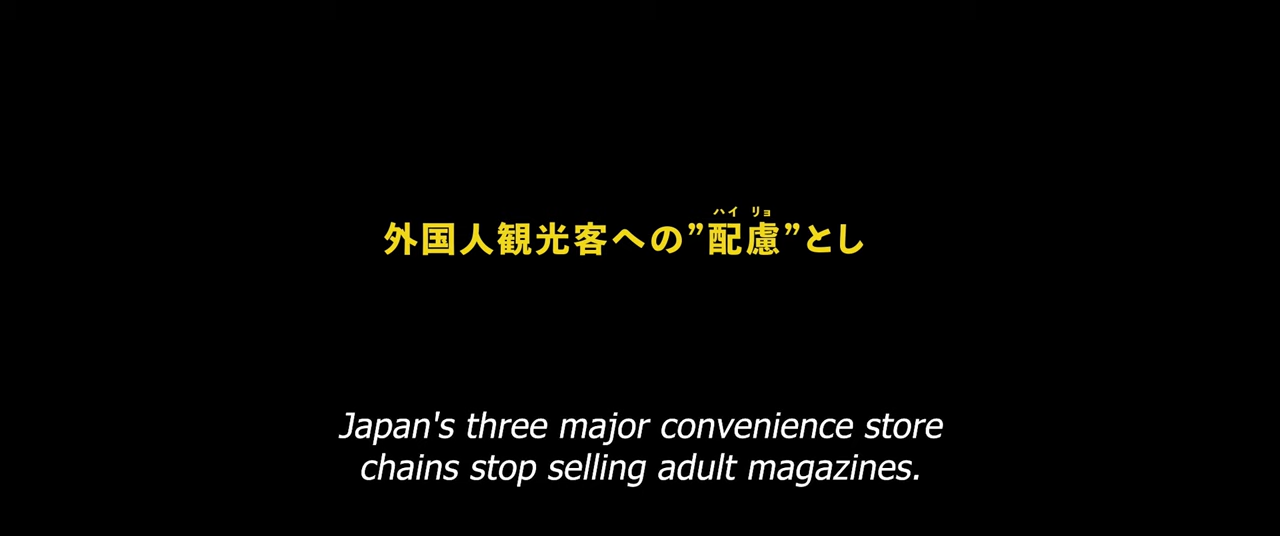 ハイ リョ
外国人観光客への”配慮”とし
Japan's three major convenience store
chains stop selling adult magazines.